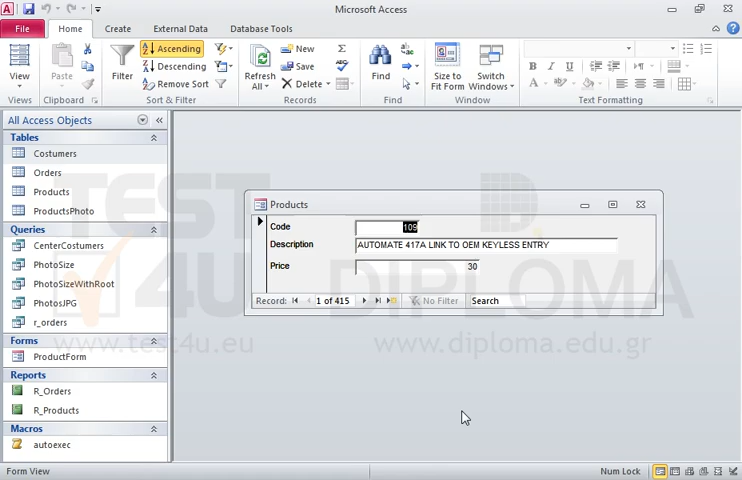 Microsoft Access
File Home Create External Data Database Tools
View Paste Filter Ascending Descending Remove Sort Refresh All New Save Delete Find Size to Fit Form Switch Windows
Views Clipboard Sort & Filter Records Find Window Text Formatting
All Access Objects
Tables
Costumers
Orders
Products
ProductsPhoto
Queries
CenterCostumers
PhotoSize
PhotoSizeWithRoot
PhotosJPG
r_orders
Forms
ProductForm
Reports
R_Orders
R_Products
Macros
autoexec
Products
Code 109
Description AUTOMATE 417A LINK TO OEM KEYLESS ENTRY
Price 30
Record: 1 of 415 No Filter Search
TEST
4U
DIPLOMA
www.test4u.eu www.diploma.edu.gr
Form View Num Lock